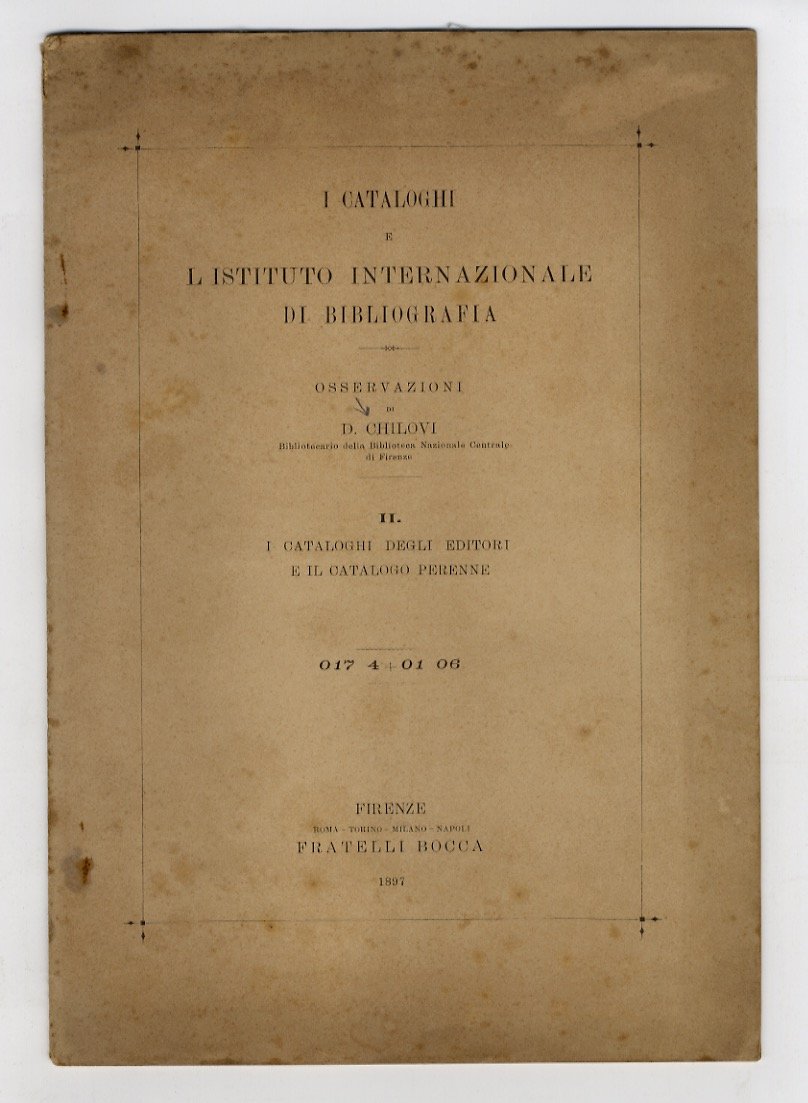 I CATALOGHI
E
L ISTITUTO INTERNAZIONALE
DI BIBLIOGRAFIA
OSSERVAZIONI
DI
D. CHILOVI
Bibliotecario della Biblioteca Nazionale Centrale
di Firenze
II.
I CATALOGHI DEGLI EDITORI
E IL CATALOGO PERENNE
017 4 + 01 06
FIRENZE
ROMA - TORINO - MILANO - NAPOLI
FRATELLI BOCCA
1897